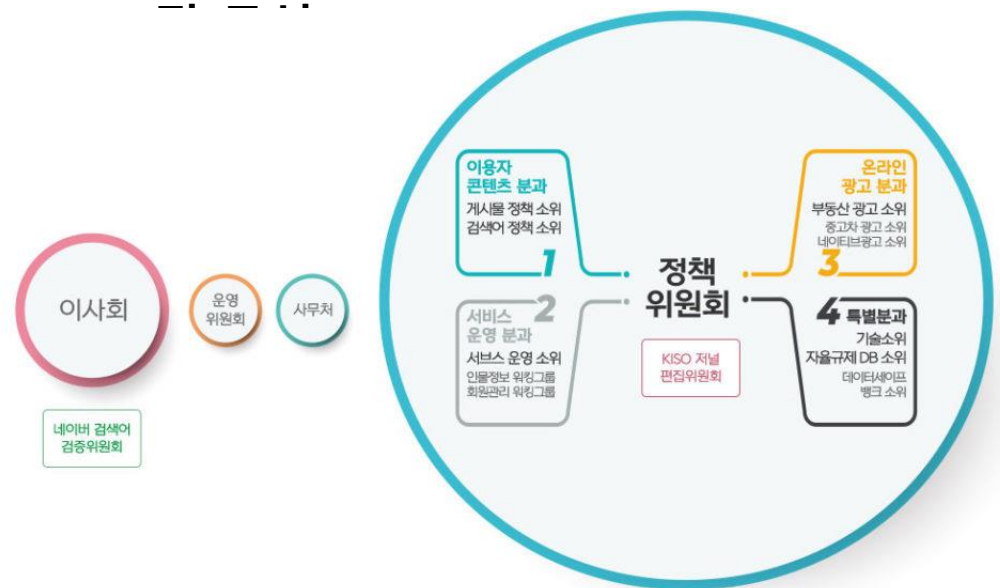 이사회
네이버 검색어
검증위원회
운영
위원회
사무처
이용자
콘텐츠 분과
게시물 정책 소위
검색어 정책 소위
1
서비스
운영 분과
2
서브스 운영 소위
인물정보 워킹그룹
회원관리 워킹그룹
정책
위원회
KISO 저널
편집위원회
온라인
광고 분과
부동산 광고 소위
중고차 광고 소위
네이티브광고 소위
3
4 특별분과
기술소위
자율규제 DB 소위
데이터세이프
뱅크 소위